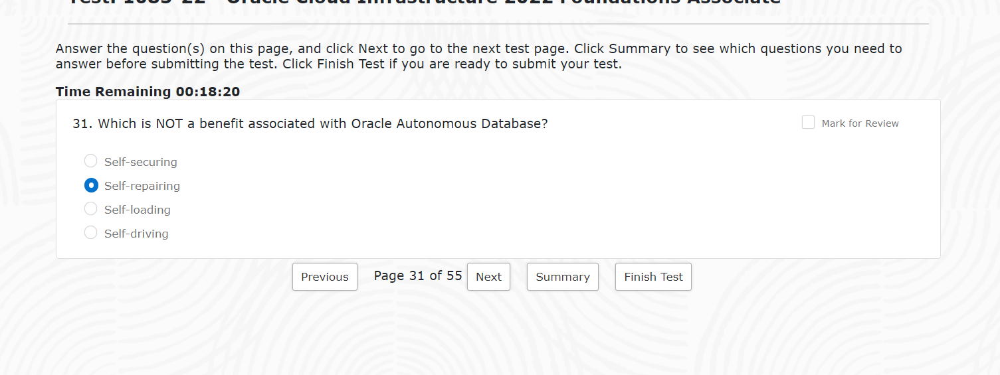 Test: 1085-22 - Oracle Cloud Infrastructure 2022 Foundations Associate
Answer the question(s) on this page, and click Next to go to the next test page. Click Summary to see which questions you need to
answer before submitting the test. Click Finish Test if you are ready to submit your test.
Time Remaining 00:18:20
31. Which is NOT a benefit associated with Oracle Autonomous Database?
Mark for Review
Self-securing
Self-repairing
Self-loading
Self-driving
Previous
Page 31 of 55
Next
Summary
Finish Test